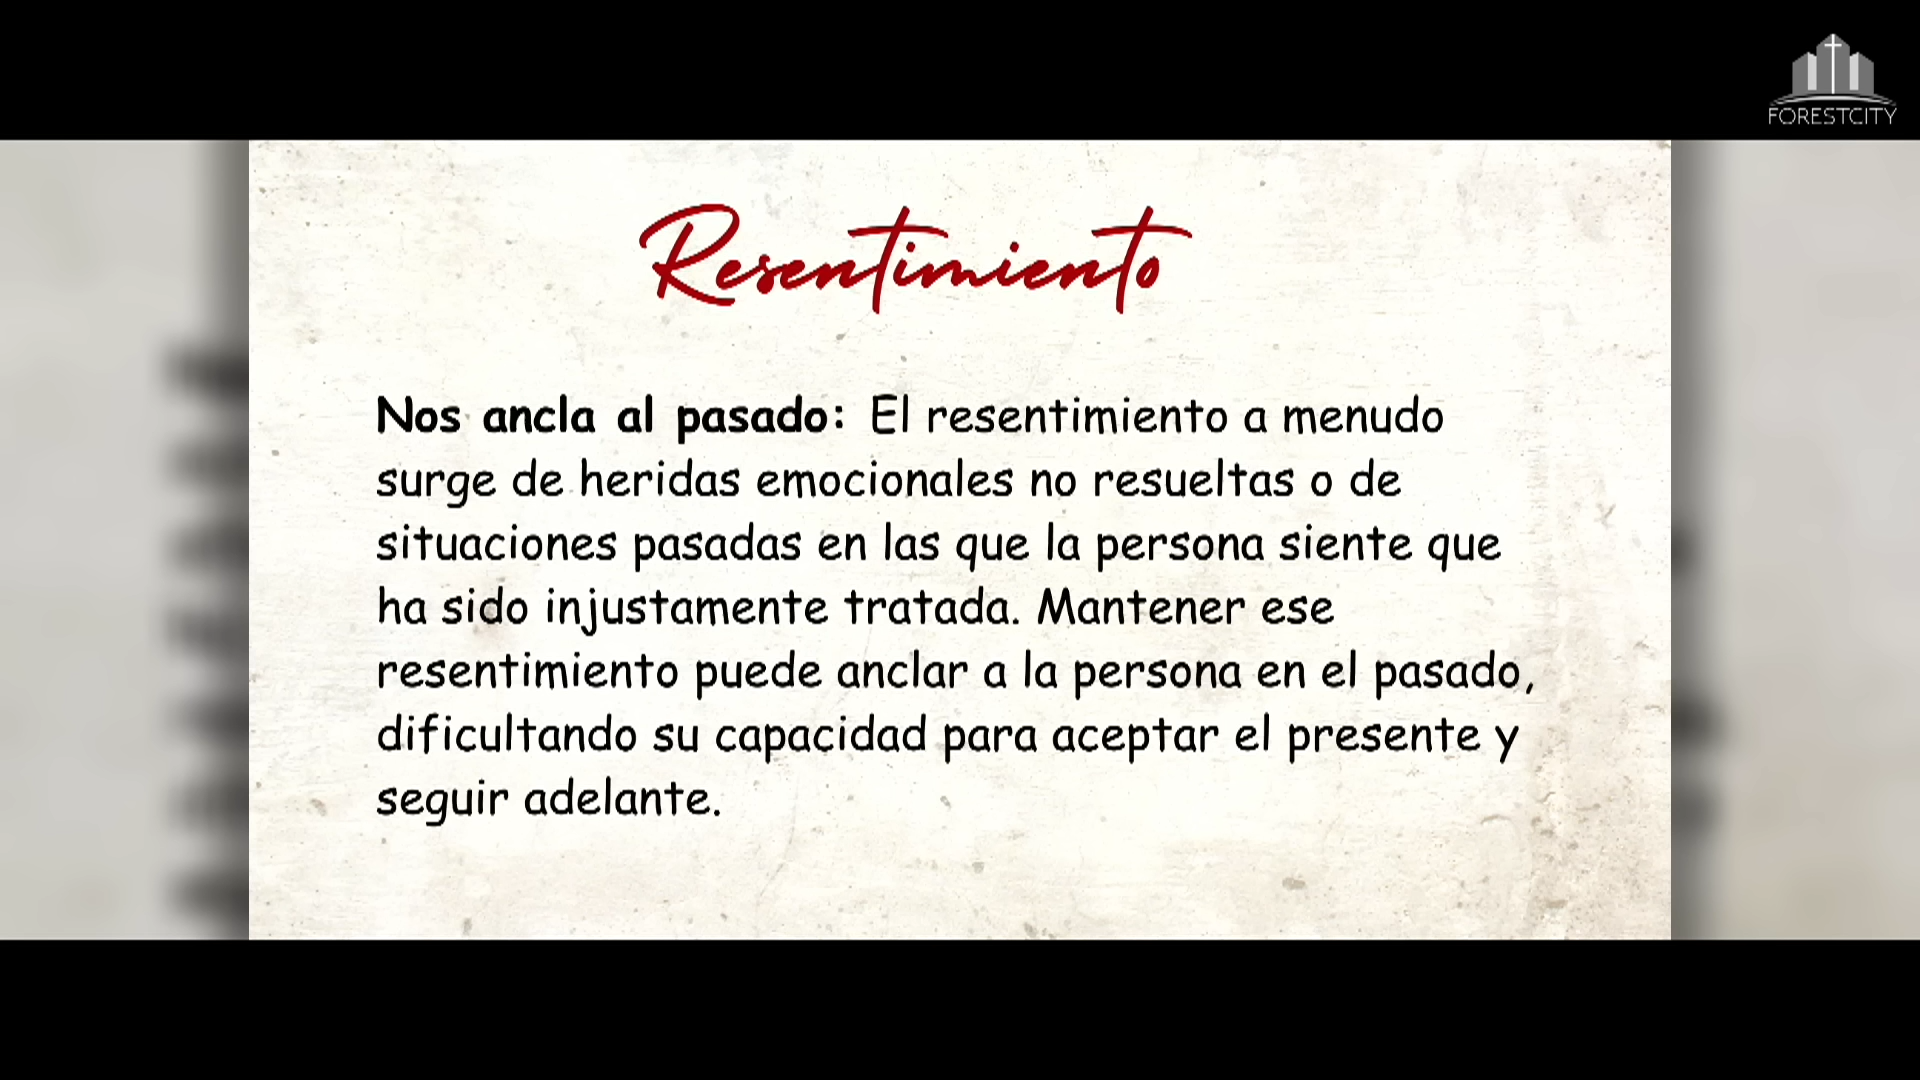 FORESTCITY
Resentimiento
Nos ancla al pasado: El resentimiento a menudo
surge de heridas emocionales no resueltas o de
situaciones pasadas en las que la persona siente que
ha sido injustamente tratada. Mantener ese
resentimiento puede anclar a la persona en el pasado,
dificultando su capacidad para aceptar el presente y
seguir adelante.